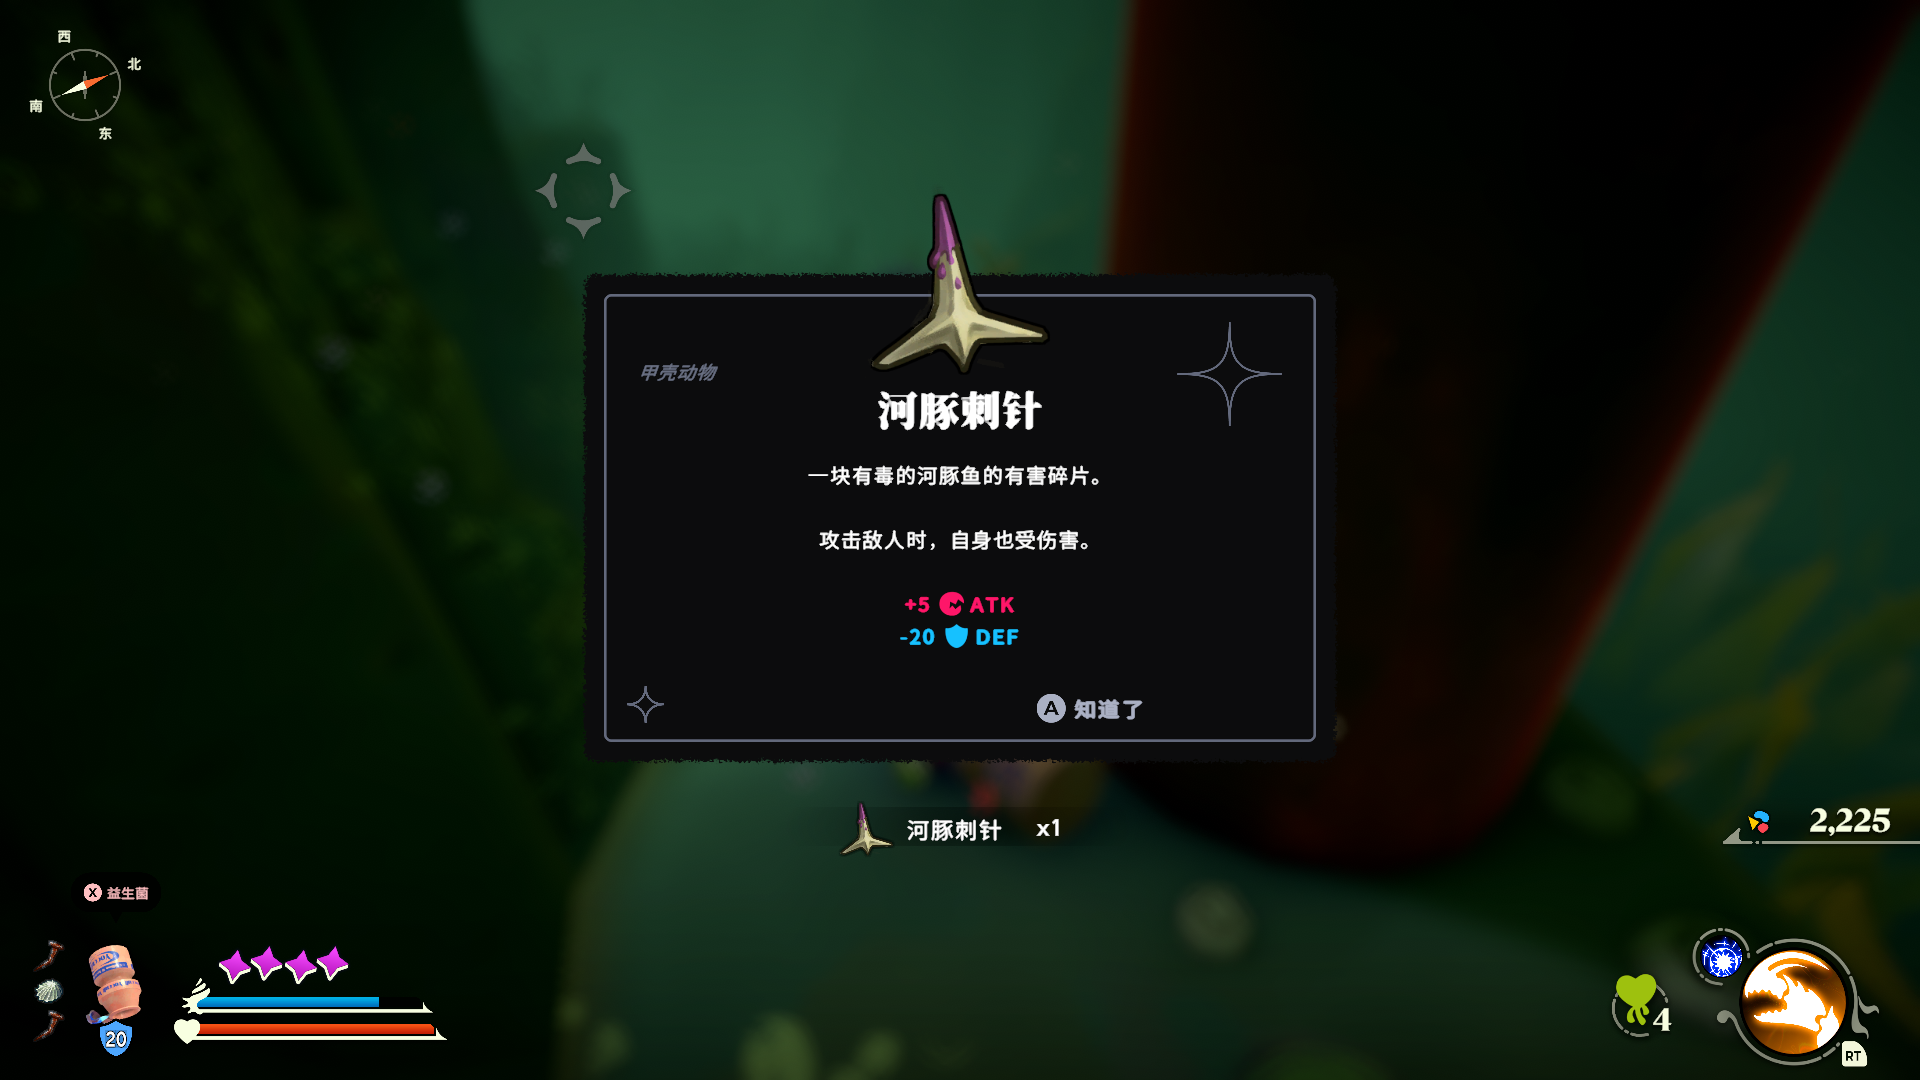 西
北
南
东
甲壳动物
河豚刺针
一块有毒的河豚鱼的有害碎片。
攻击敌人时，自身也受伤害。
+5 ATK
-20 DEF
A 知道了
河豚刺针 x1
2,225
X 益生菌
20
4
RT